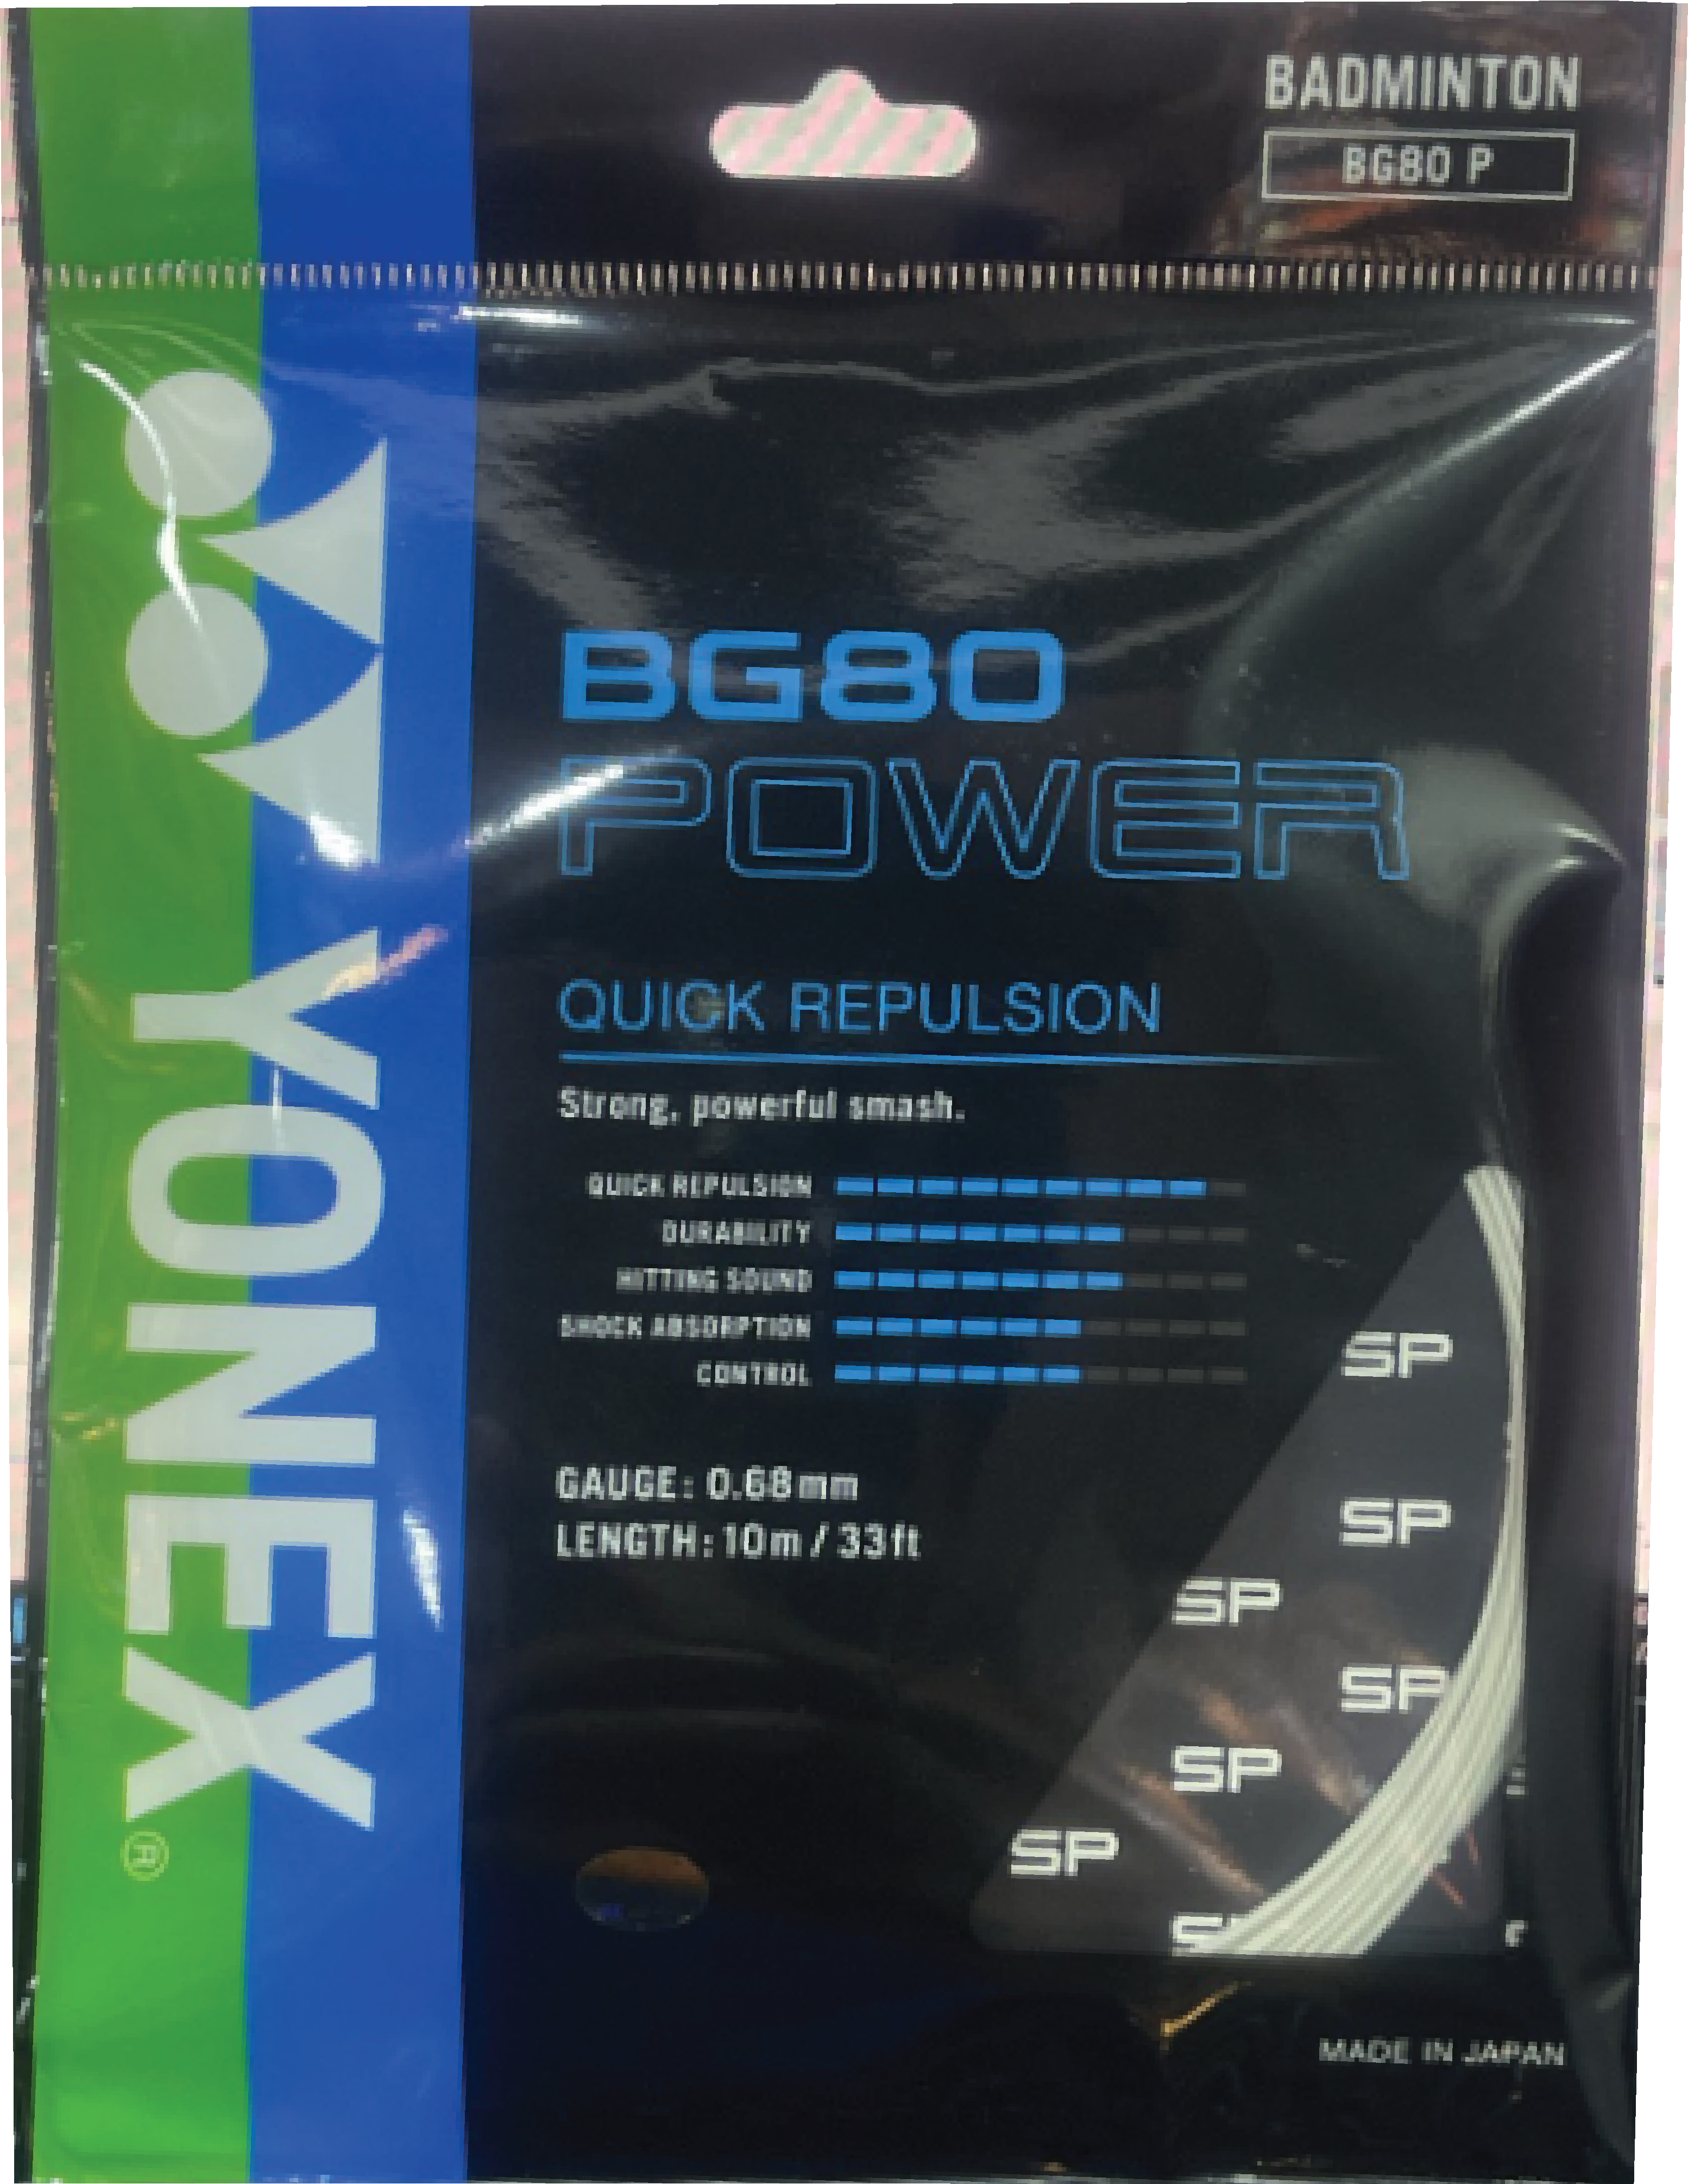 BADMINTON
BG80 P
YONEX®
BG80
POWER
QUICK REPULSION
Strong, powerful smash.
QUICK REPULSION
DURABILITY
HITTING SOUND
SHOCK ABSORPTION
CONTROL
GAUGE: 0.68mm
LENGTH: 10m / 33ft
SP
SP
SP
SP
SP
SP
SP
MADE IN JAPAN